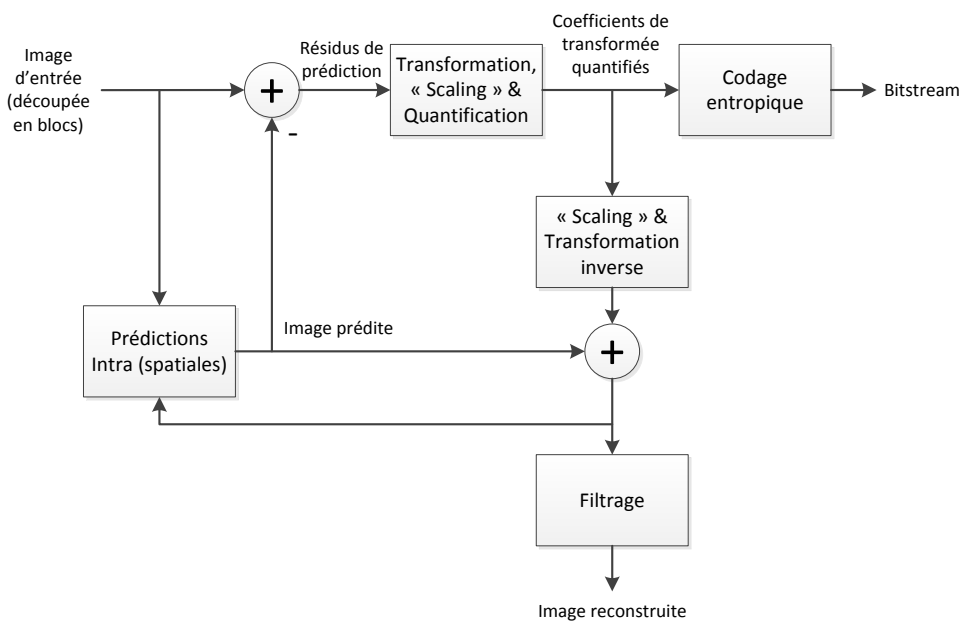 Image
d’entrée
(découpée
en blocs)
+
-
Résidus de
prédiction
Transformation,
« Scaling » &
Quantification
Coefficients de
transformée
quantifiés
Codage
entropique
Bitstream
« Scaling » &
Transformation
inverse
Prédictions
Intra (spatiales)
Image prédite
+
Filtrage
Image reconstruite